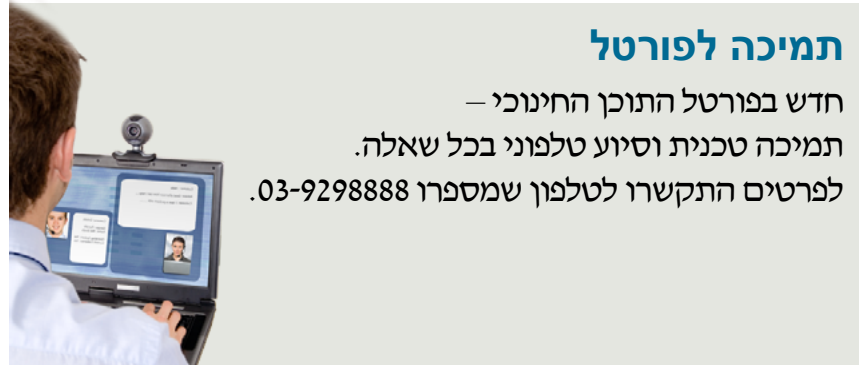 תמיכה לפורטל
חדש בפורטל התוכן החינוכי –
תמיכה טכנית וסיוע טלפוני בכל שאלה.
לפרטים התקשרו לטלפון שמספרו 03-9298888.